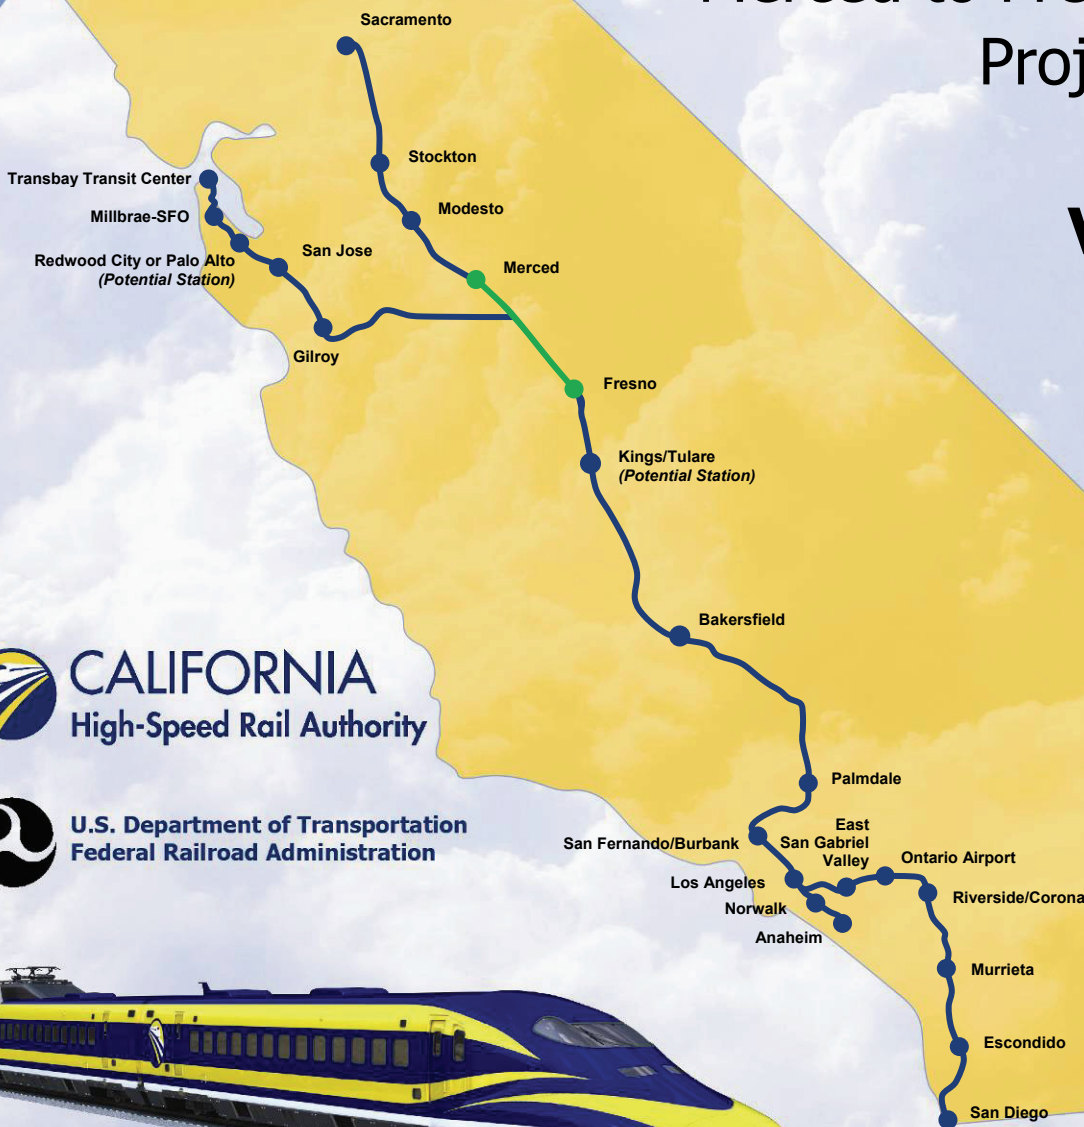 Proj
Sacramento
Stockton
Transbay Transit Center
Modesto
Millbrae-SFO
San Jose
Redwood City or Palo Alto
(Potential Station)
Merced
Gilroy
Fresno
Kings/Tulare
(Potential Station)
Bakersfield
CALIFORNIA
High-Speed Rail Authority
Palmdale
U.S. Department of Transportation
Federal Railroad Administration
San Fernando/Burbank
East
San Gabriel
Valley
Ontario Airport
Los Angeles
Riverside/Corona
Norwalk
Anaheim
Murrieta
Escondido
San Diego